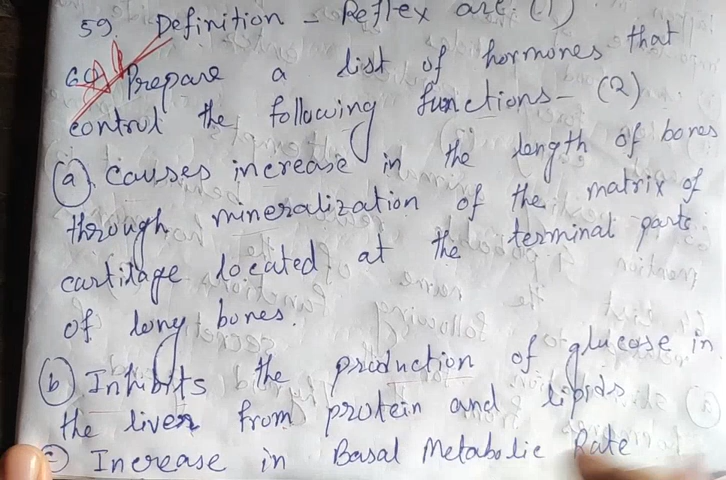 59. Definition - Reflex arc. (1)
60 Prepare a list of hormones that
control the following functions - (2)
(a). Causes increase in the length of bones
through mineralization of the matrix of
cartilage located at the terminal parts
of long bones.
(b) Inhibits the production of glucose in
the liver from protein and lipids
(c) Increase in Basal Metabolic Rate